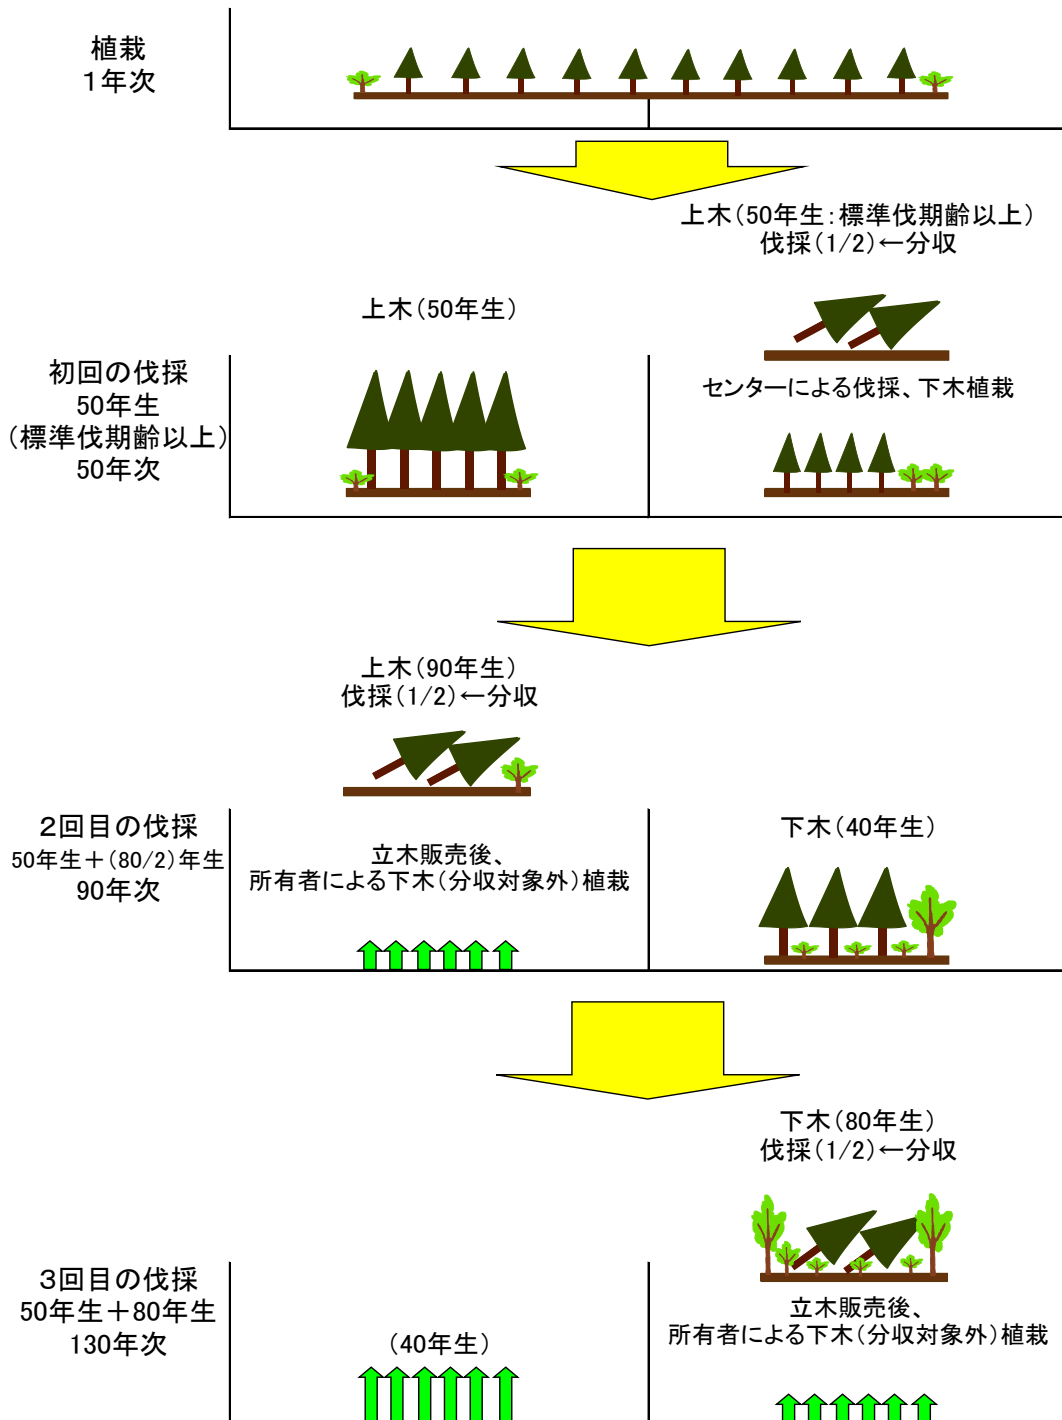 植栽
１年次
上木（50年生：標準伐期齢以上）
伐採（1/2）←分収
上木（50年生）
初回の伐採
50年生
（標準伐期齢以上）
50年次
センターによる伐採、下木植栽
上木（90年生）
伐採（1/2）←分収
２回目の伐採
50年生＋（80/2）年生
90年次
立木販売後、
所有者による下木（分収対象外）植栽
下木（40年生）
下木（80年生）
伐採（1/2）←分収
３回目の伐採
50年生＋80年生
130年次
（40年生）
立木販売後、
所有者による下木（分収対象外）植栽